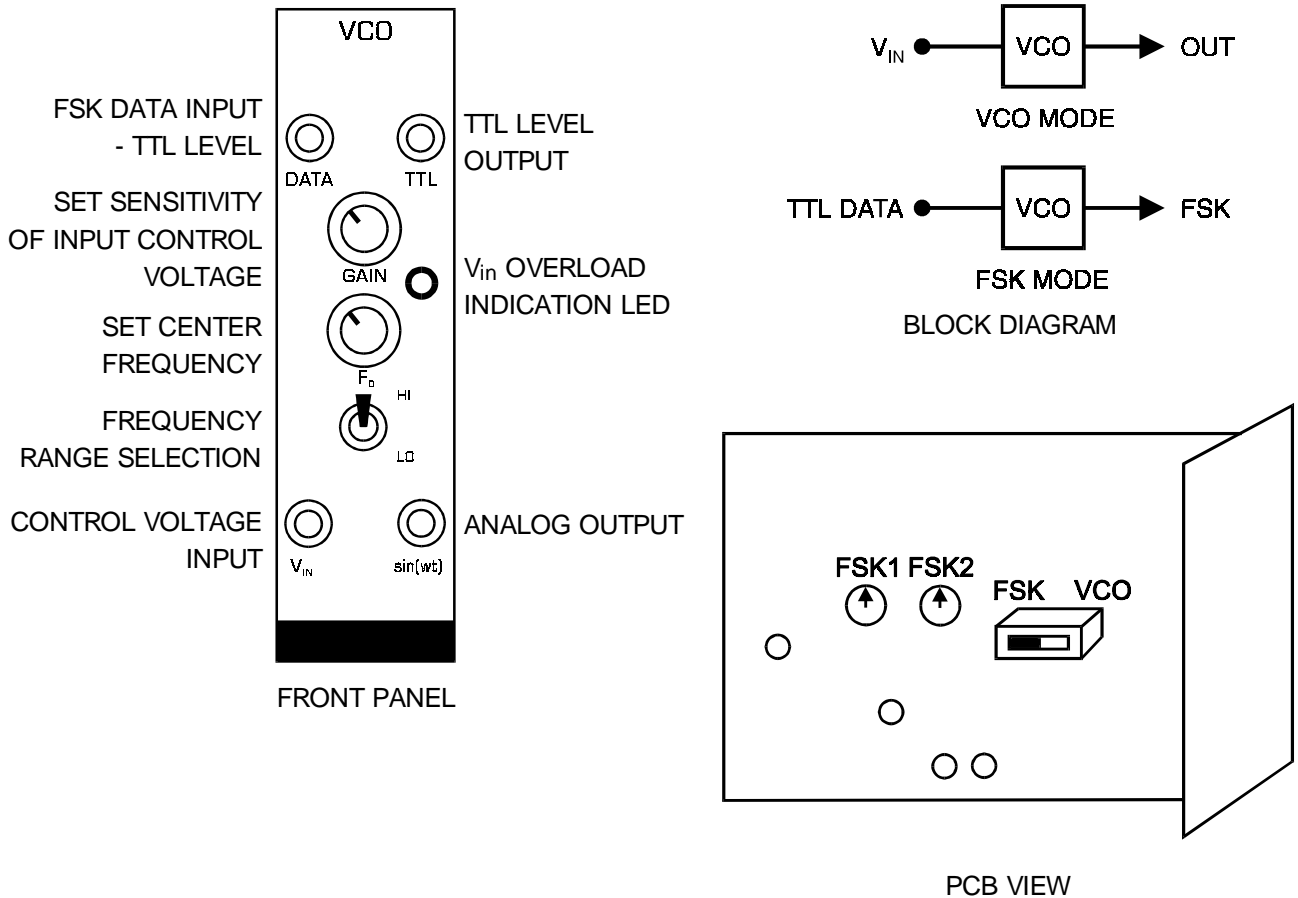 VCO
FSK DATA INPUT
- TTL LEVEL
DATA
TTL
TTL LEVEL
OUTPUT
SET SENSITIVITY
OF INPUT CONTROL
VOLTAGE
GAIN
Vin OVERLOAD
INDICATION LED
SET CENTER
FREQUENCY
F₀
HI
FREQUENCY
RANGE SELECTION
LO
CONTROL VOLTAGE
INPUT
VIN
sin(wt)
ANALOG OUTPUT
FRONT PANEL
VIN VCO OUT
VCO MODE
TTL DATA VCO FSK
FSK MODE
BLOCK DIAGRAM
FSK1 FSK2
FSK VCO
PCB VIEW